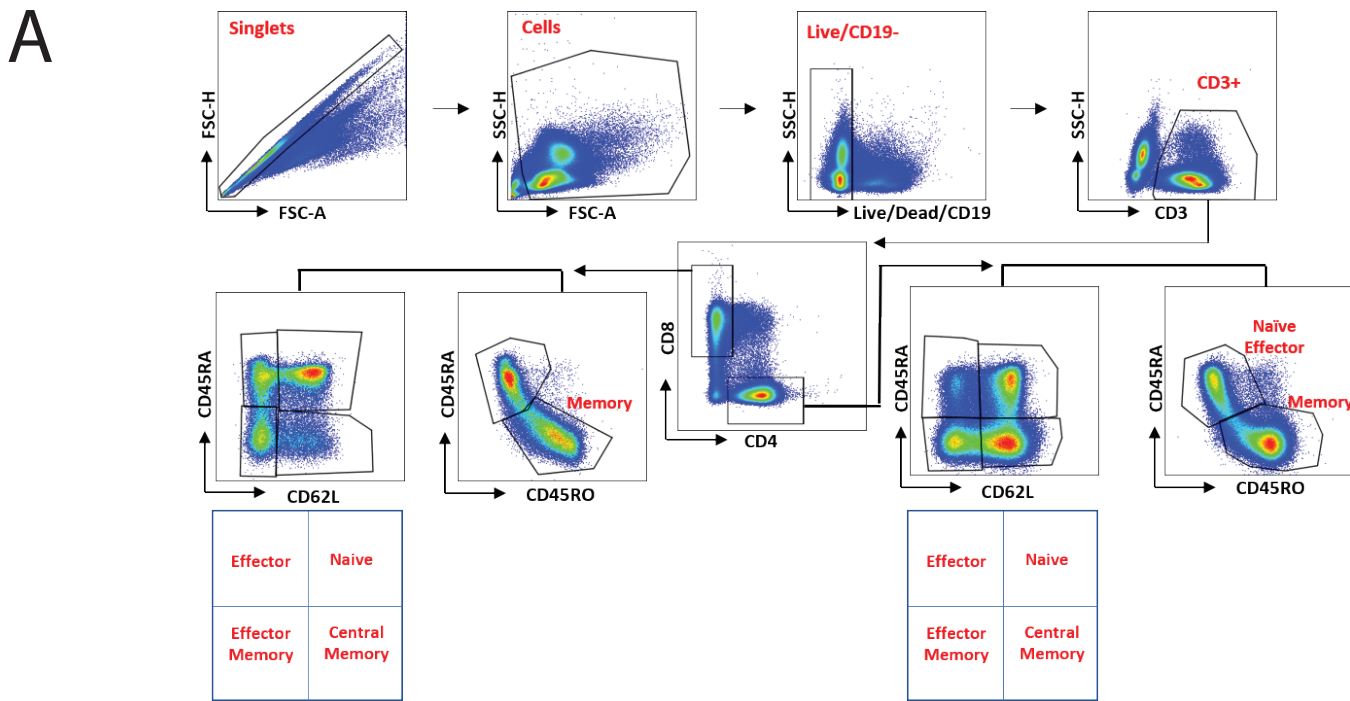 A
Singlets
FSC-H
FSC-A
Cells
SSC-H
FSC-A
Live/CD19-
SSC-H
Live/Dead/CD19
CD3+
SSC-H
CD3
CD45RA
CD62L
CD45RA
Memory
CD45RO
CD8
CD4
CD45RA
CD62L
Naïve
Effector
CD45RA
Memory
CD45RO
Effector
Naive
Effector
Memory
Central
Memory
Effector
Naive
Effector
Memory
Central
Memory